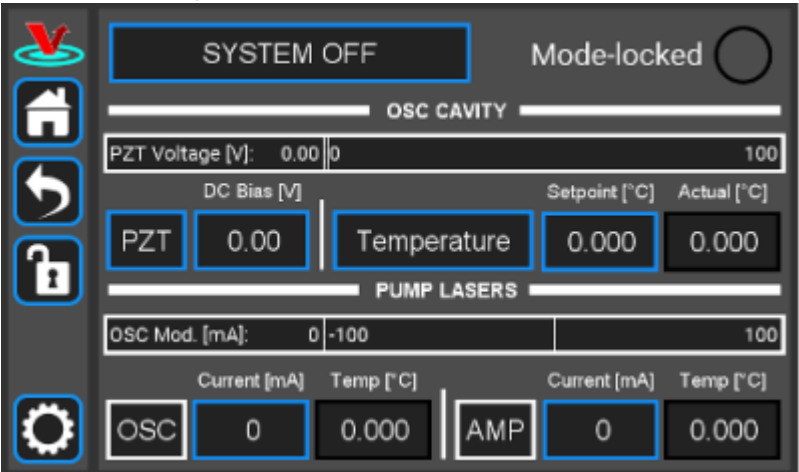 SYSTEM OFF Mode-locked
OSC CAVITY
PZT Voltage [V]: 0.00 0 100
DC Bias [V] Setpoint [°C] Actual [°C]
PZT 0.00 Temperature 0.000 0.000
PUMP LASERS
OSC Mod. [mA]: 0 -100 100
Current [mA] Temp [°C] Current [mA] Temp [°C]
OSC 0 0.000 AMP 0 0.000